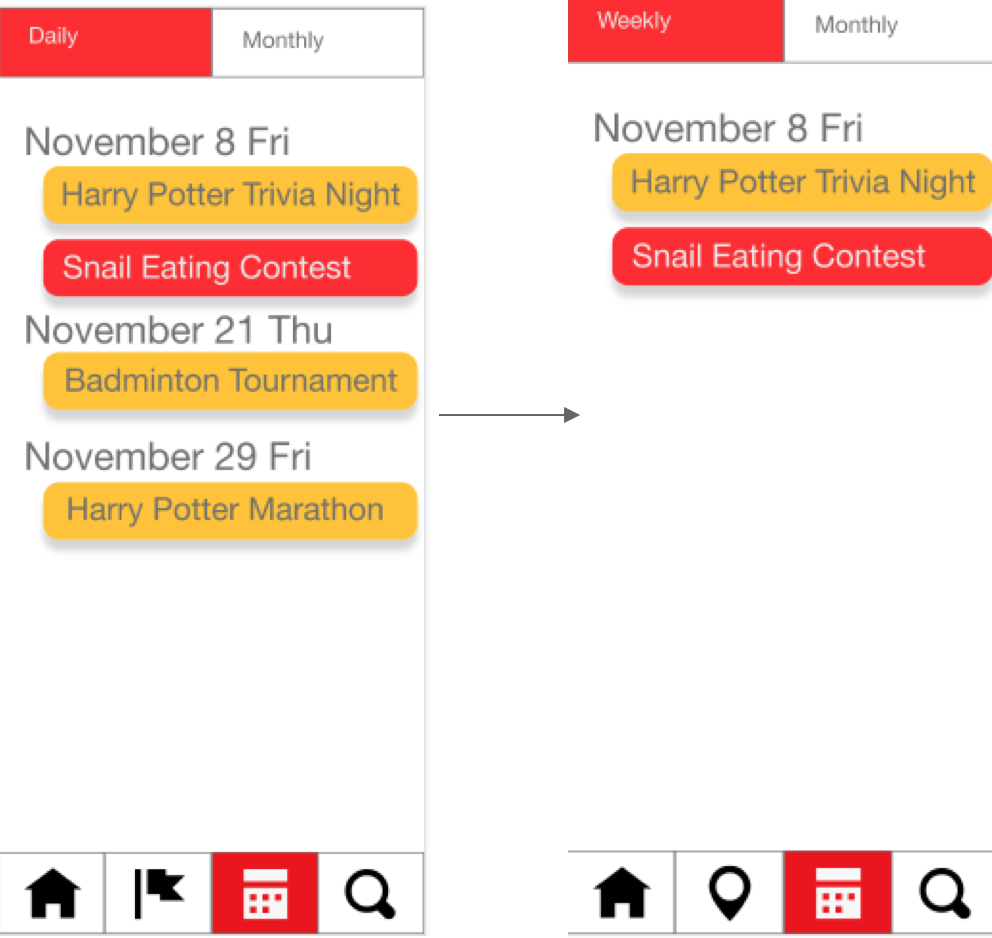 Daily
Monthly
November 8 Fri
Harry Potter Trivia Night
Snail Eating Contest
November 21 Thu
Badminton Tournament
November 29 Fri
Harry Potter Marathon
Weekly
Monthly
November 8 Fri
Harry Potter Trivia Night
Snail Eating Contest